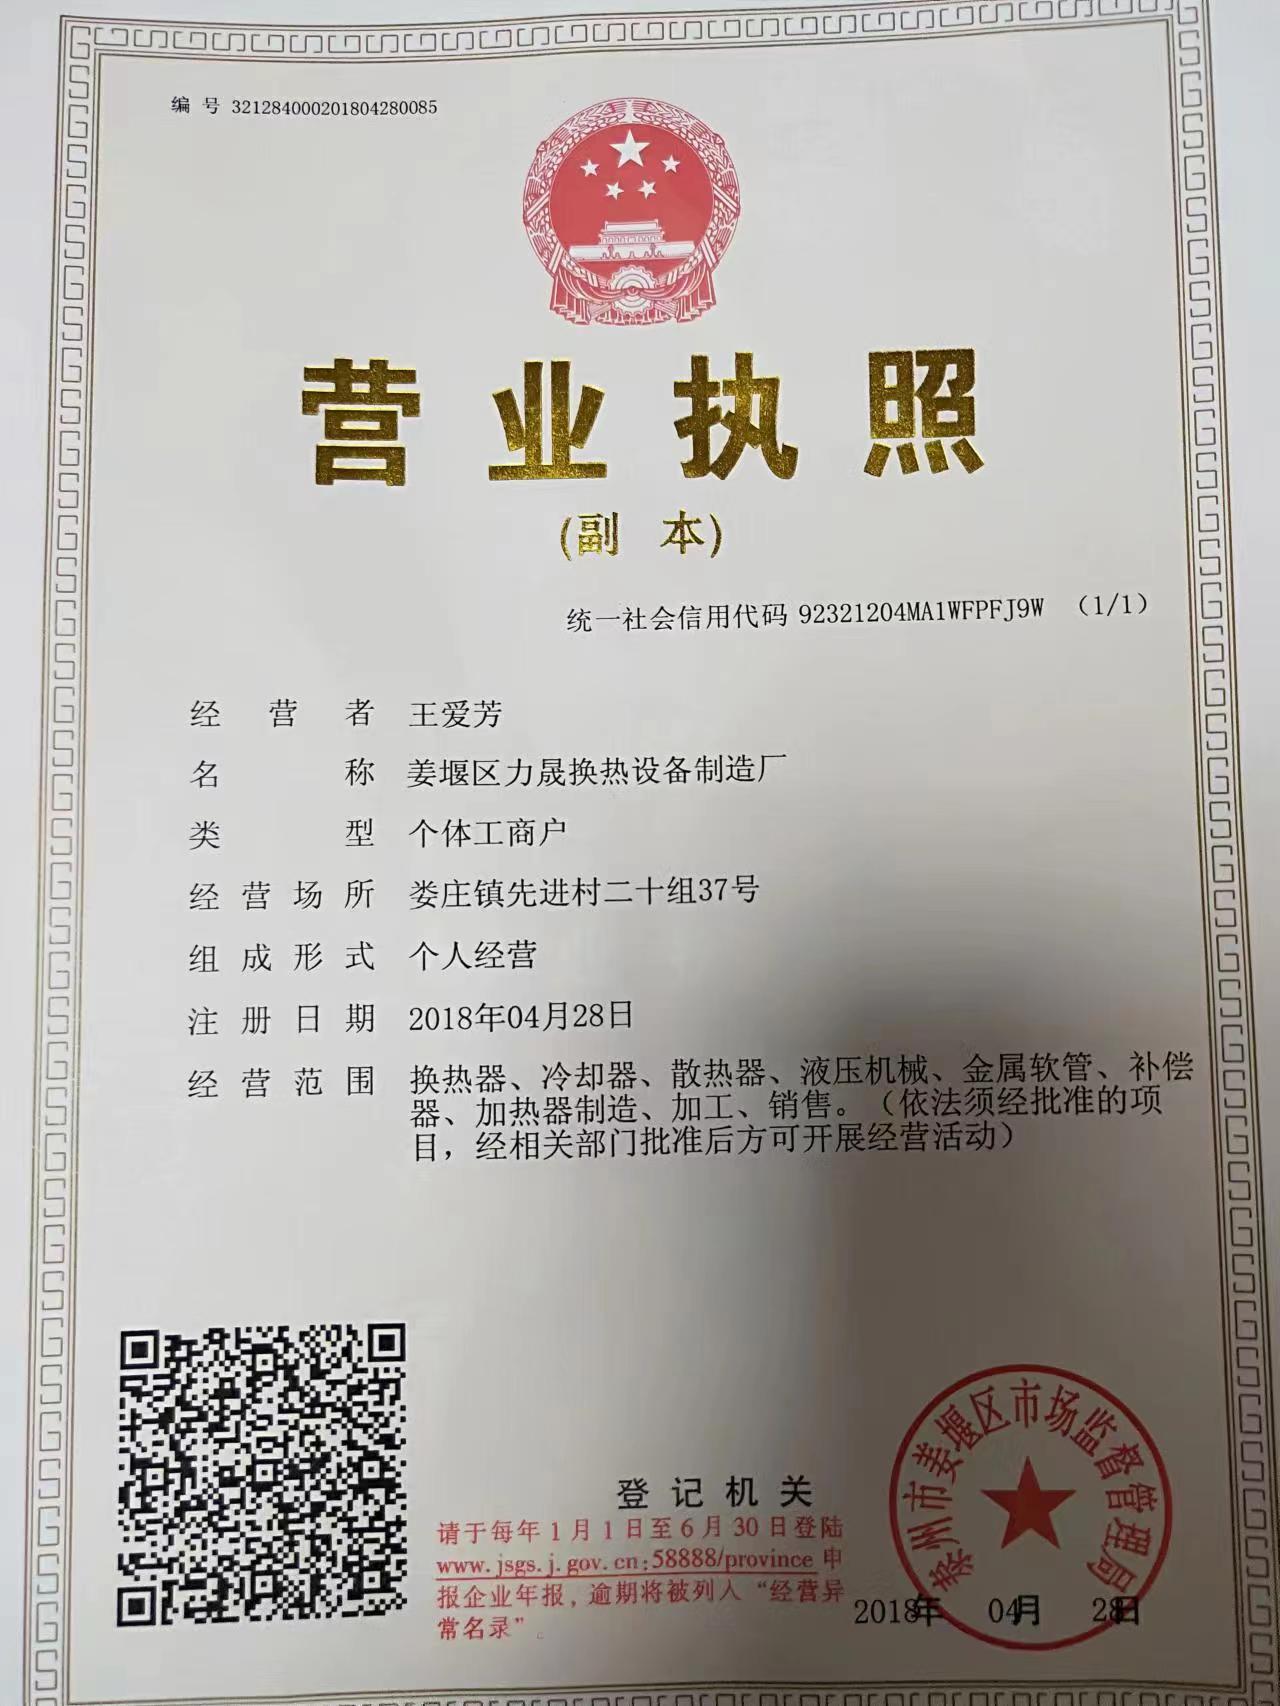 编 号 321284000201804280085
营业执照
(副 本)
统一社会信用代码 92321204MA1WFPFJ9W (1/1)
经营者 王爱芳
名称 姜堰区力晟换热设备制造厂
类型 个体工商户
经营场所 娄庄镇先进村二十组37号
组成形式 个人经营
注册日期 2018年04月28日
经营范围 换热器、冷却器、散热器、液压机械、金属软管、补偿
器、加热器制造、加工、销售。（依法须经批准的项
目，经相关部门批准后方可开展经营活动）
泰州市姜堰区市场监督管理局
登记机关
请于每年1月1日至6月30日登陆
www.jsgs.j.gov.cn:58888/province 申
报企业年报，逾期将被列入“经营异
常名录”。
2018年 04月 28日